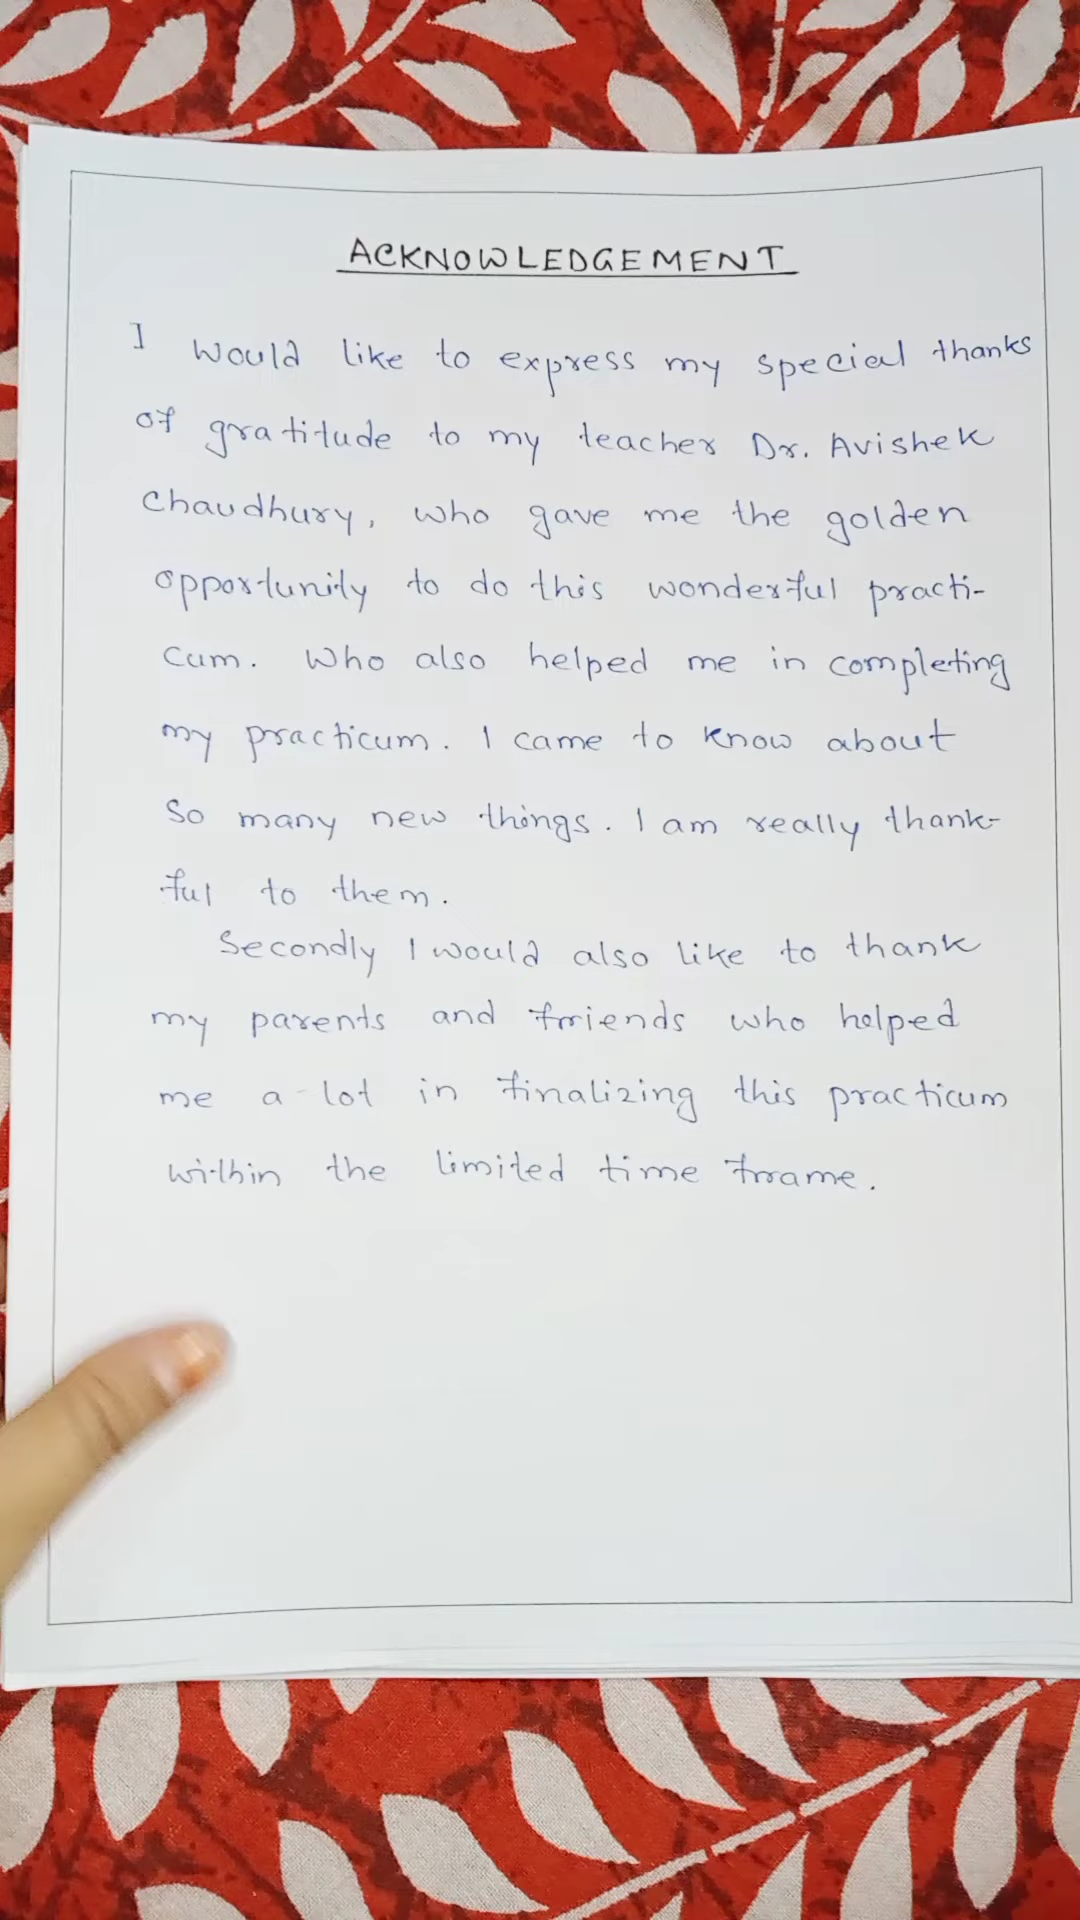 ACKNOWLEDGEMENT
I would like to express my special thanks
of gratitude to my teacher Dr. Avishek
Chaudhury, who gave me the golden
opportunity to do this wonderful practi-
cum. Who also helped me in completing
my practicum. I came to know about
so many new things. I am really thank-
ful to them.
Secondly I would also like to thank
my parents and friends who helped
me a lot in finalizing this practicum
within the limited time frame.